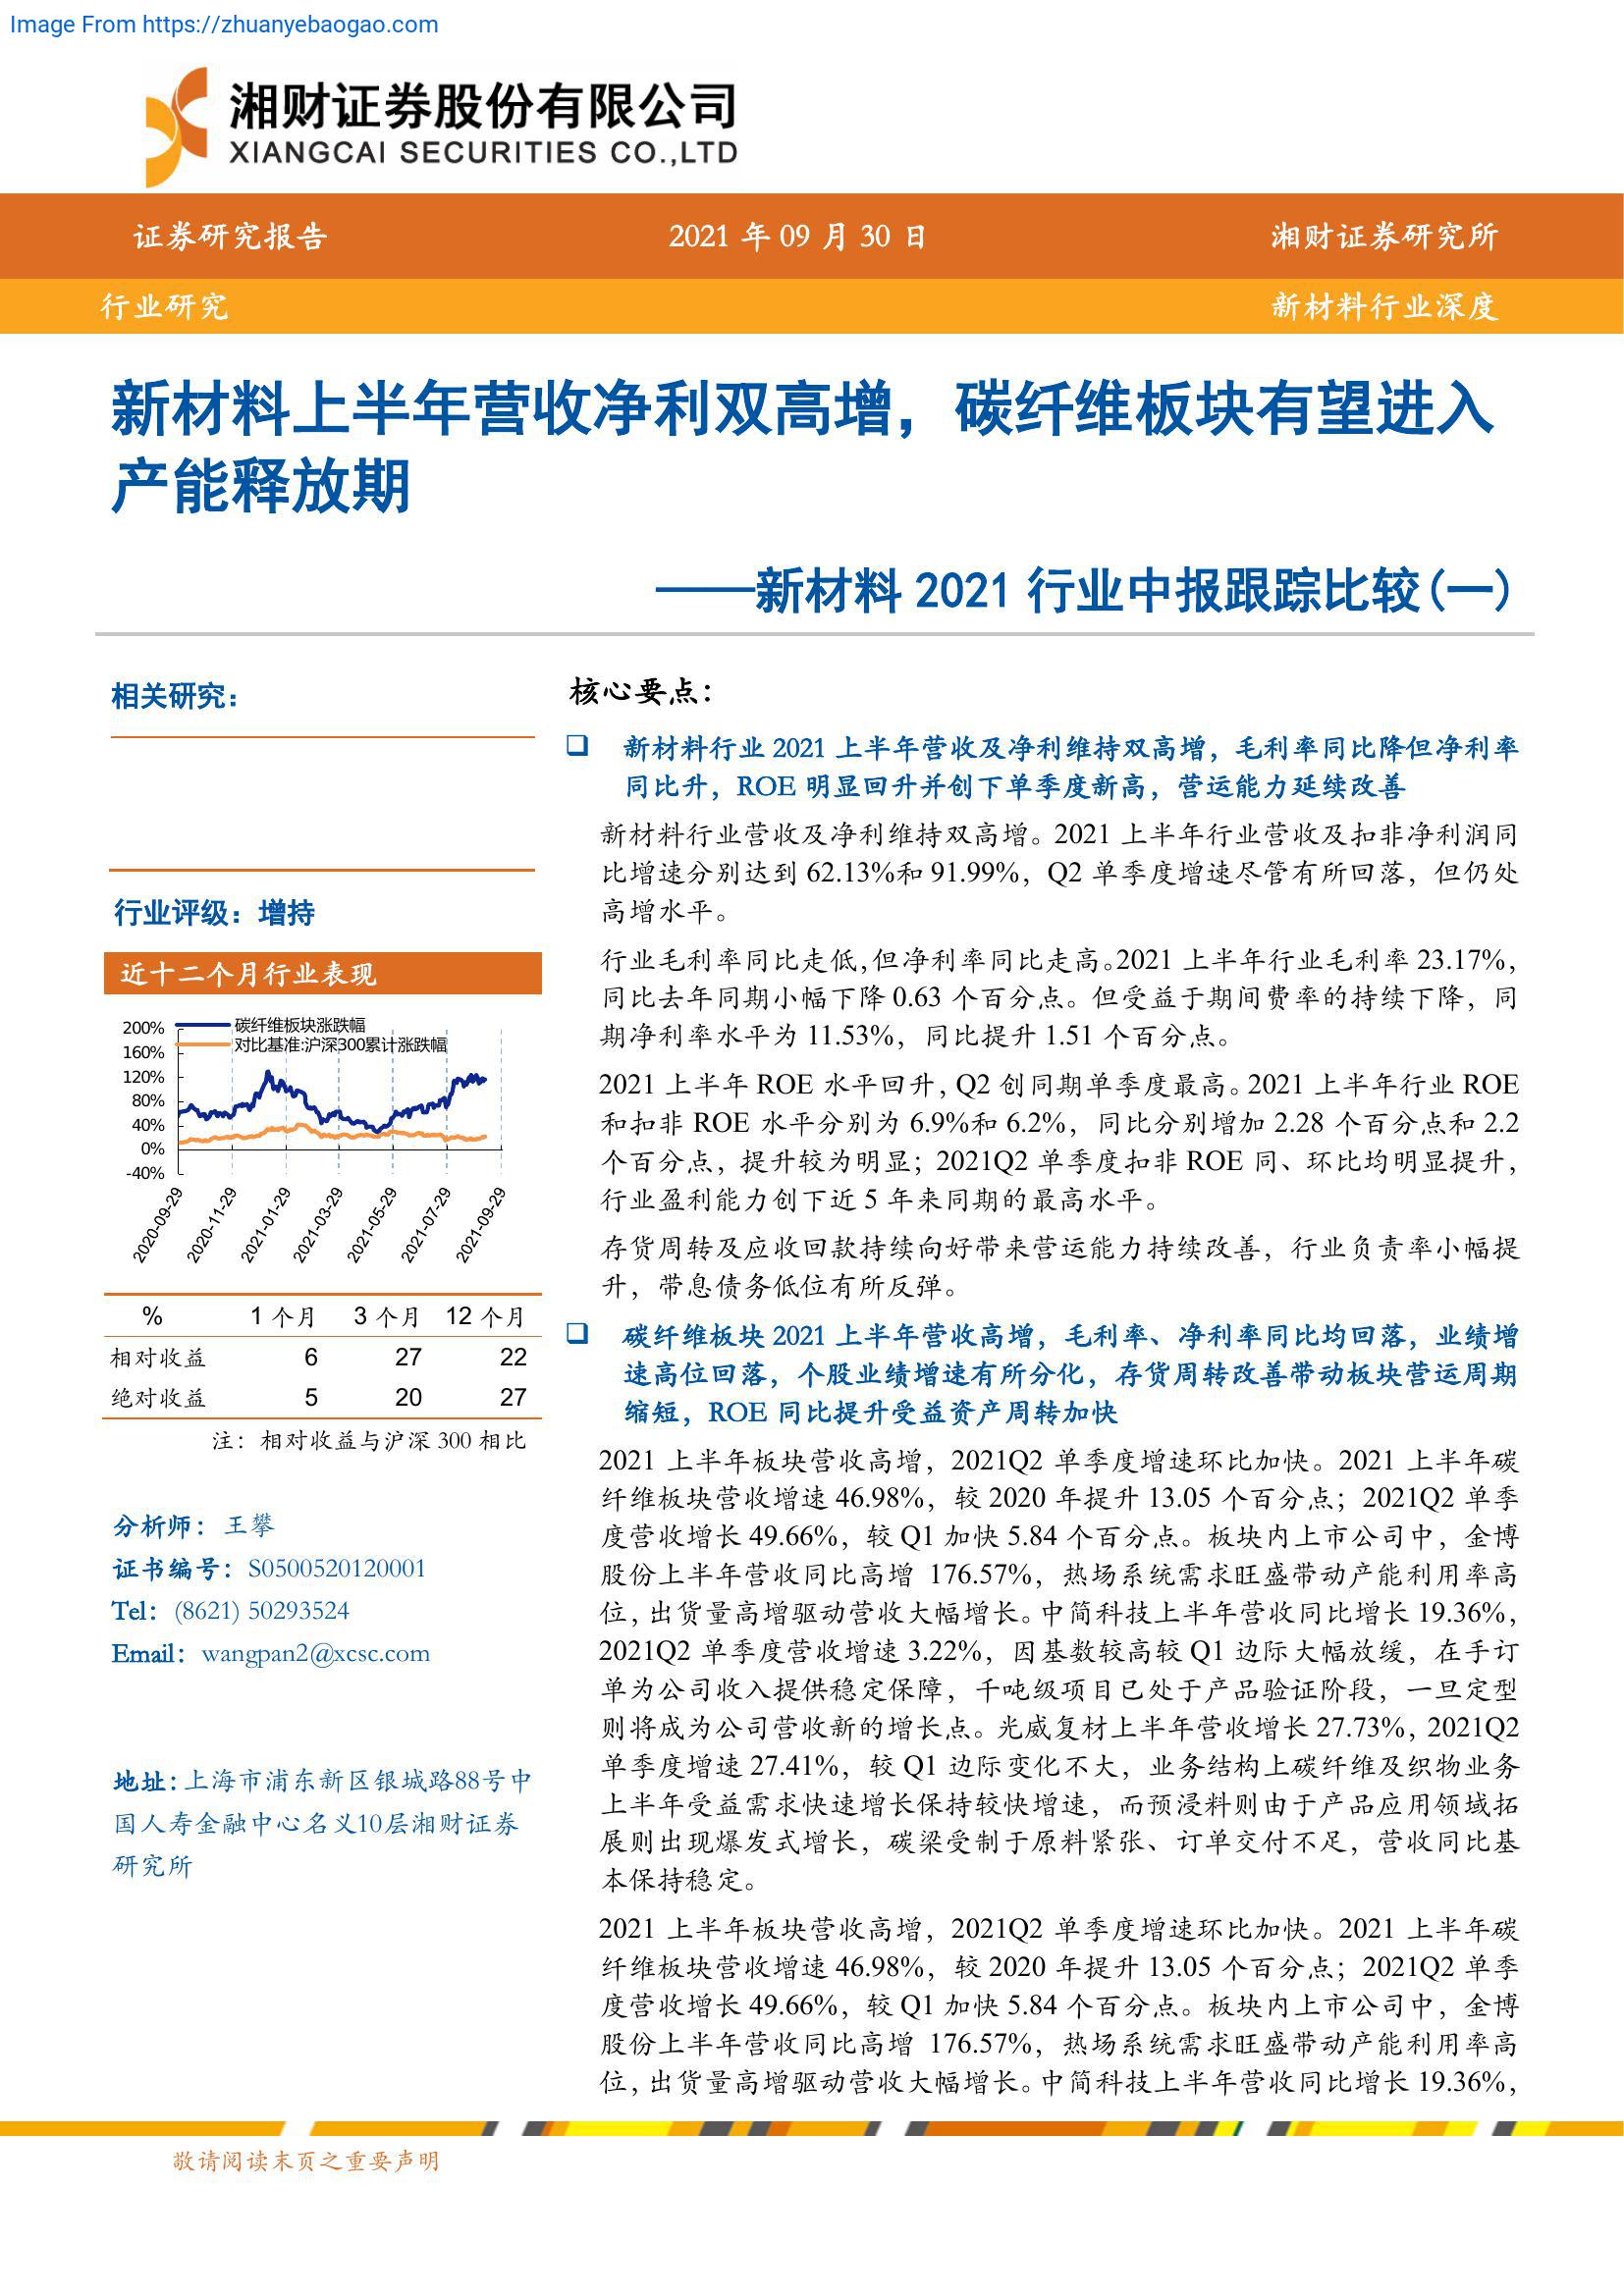 Image From https://zhuanyebaogao.com
湘财证券股份有限公司
XIANGCAI SECURITIES CO.,LTD
证券研究报告 2021 年 09 月 30 日 湘财证券研究所
行业研究 新材料行业深度
新材料上半年营收净利双高增，碳纤维板块有望进入
产能释放期
——新材料 2021 行业中报跟踪比较(一)
相关研究：
行业评级：增持
近十二个月行业表现
碳纤维板块涨跌幅
对比基准:沪深300累计涨跌幅
200%
160%
120%
80%
40%
0%
-40%
2020-09-29
2020-11-29
2021-01-29
2021-03-29
2021-05-29
2021-07-29
2021-09-29
% 1 个月 3 个月 12 个月
相对收益 6 27 22
绝对收益 5 20 27
注：相对收益与沪深 300 相比
分析师：王攀
证书编号：S0500520120001
Tel：(8621) 50293524
Email：wangpan2@xcsc.com
地址：上海市浦东新区银城路88号中
国人寿金融中心名义10层湘财证券
研究所
核心要点：
❑ 新材料行业 2021 上半年营收及净利维持双高增，毛利率同比降但净利率
同比升，ROE 明显回升并创下单季度新高，营运能力延续改善
新材料行业营收及净利维持双高增。2021 上半年行业营收及扣非净利润同
比增速分别达到 62.13%和 91.99%，Q2 单季度增速尽管有所回落，但仍处
高增水平。
行业毛利率同比走低，但净利率同比走高。2021 上半年行业毛利率 23.17%，
同比去年同期小幅下降 0.63 个百分点。但受益于期间费率的持续下降，同
期净利率水平为 11.53%，同比提升 1.51 个百分点。
2021 上半年 ROE 水平回升，Q2 创同期单季度最高。2021 上半年行业 ROE
和扣非 ROE 水平分别为 6.9%和 6.2%，同比分别增加 2.28 个百分点和 2.2
个百分点，提升较为明显；2021Q2 单季度扣非 ROE 同、环比均明显提升，
行业盈利能力创下近 5 年来同期的最高水平。
存货周转及应收回款持续向好带来营运能力持续改善，行业负责率小幅提
升，带息债务低位有所反弹。
❑ 碳纤维板块 2021 上半年营收高增，毛利率、净利率同比均回落，业绩增
速高位回落，个股业绩增速有所分化，存货周转改善带动板块营运周期
缩短，ROE 同比提升受益资产周转加快
2021 上半年板块营收高增，2021Q2 单季度增速环比加快。2021 上半年碳
纤维板块营收增速 46.98%，较 2020 年提升 13.05 个百分点；2021Q2 单季
度营收增长 49.66%，较 Q1 加快 5.84 个百分点。板块内上市公司中，金博
股份上半年营收同比高增 176.57%，热场系统需求旺盛带动产能利用率高
位，出货量高增驱动营收大幅增长。中简科技上半年营收同比增长 19.36%，
2021Q2 单季度营收增速 3.22%，因基数较高较 Q1 边际大幅放缓，在手订
单为公司收入提供稳定保障，千吨级项目已处于产品验证阶段，一旦定型
则将成为公司营收新的增长点。光威复材上半年营收增长 27.73%，2021Q2
单季度增速 27.41%，较 Q1 边际变化不大，业务结构上碳纤维及织物业务
上半年受益需求快速增长保持较快增速，而预浸料则由于产品应用领域拓
展则出现爆发式增长，碳梁受制于原料紧张、订单交付不足，营收同比基
本保持稳定。
2021 上半年板块营收高增，2021Q2 单季度增速环比加快。2021 上半年碳
纤维板块营收增速 46.98%，较 2020 年提升 13.05 个百分点；2021Q2 单季
度营收增长 49.66%，较 Q1 加快 5.84 个百分点。板块内上市公司中，金博
股份上半年营收同比高增 176.57%，热场系统需求旺盛带动产能利用率高
位，出货量高增驱动营收大幅增长。中简科技上半年营收同比增长 19.36%，
敬请阅读末页之重要声明